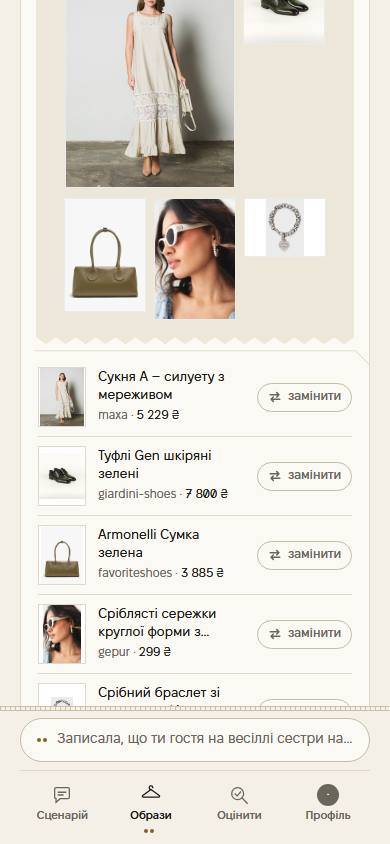 Сукня А – силуету з
мереживом
maxa · 5 229 ₴
замінити
Туфлі Gen шкіряні
зелені
giardini-shoes · 7 800 ₴
замінити
Armonelli Сумка
зелена
favoriteshoes · 3 885 ₴
замінити
Сріблясті сережки
круглої форми з...
gepur · 299 ₴
замінити
Срібний браслет зі
Записала, що ти гостя на весіллі сестри на...
Сценарій
Образи
Оцінити
Профіль